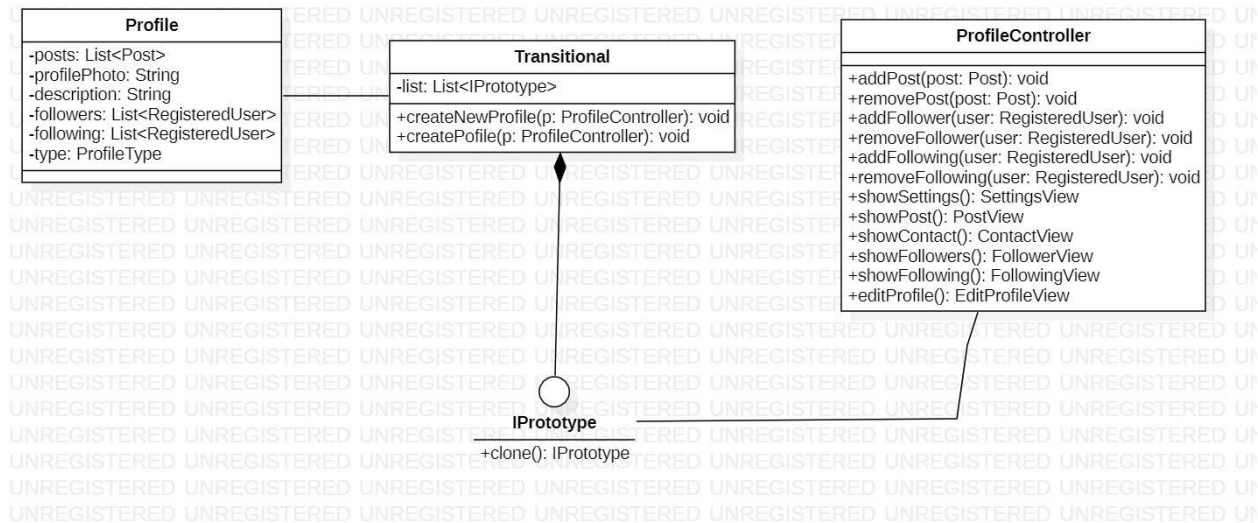 Profile
-posts: List<Post>
-profilePhoto: String
-description: String
-followers: List<RegisteredUser>
-following: List<RegisteredUser>
-type: ProfileType
Transitional
-list: List<IPrototype>
+createNewProfile(p: ProfileController): void
+createPofile(p: ProfileController): void
ProfileController
+addPost(post: Post): void
+removePost(post: Post): void
+addFollower(user: RegisteredUser): void
+removeFollower(user: RegisteredUser): void
+addFollowing(user: RegisteredUser): void
+removeFollowing(user: RegisteredUser): void
+showSettings(): SettingsView
+showPost(): PostView
+showContact(): ContactView
+showFollowers(): FollowerView
+showFollowing(): FollowingView
+editProfile(): EditProfileView
IPrototype
+clone(): IPrototype
UNREGISTERED